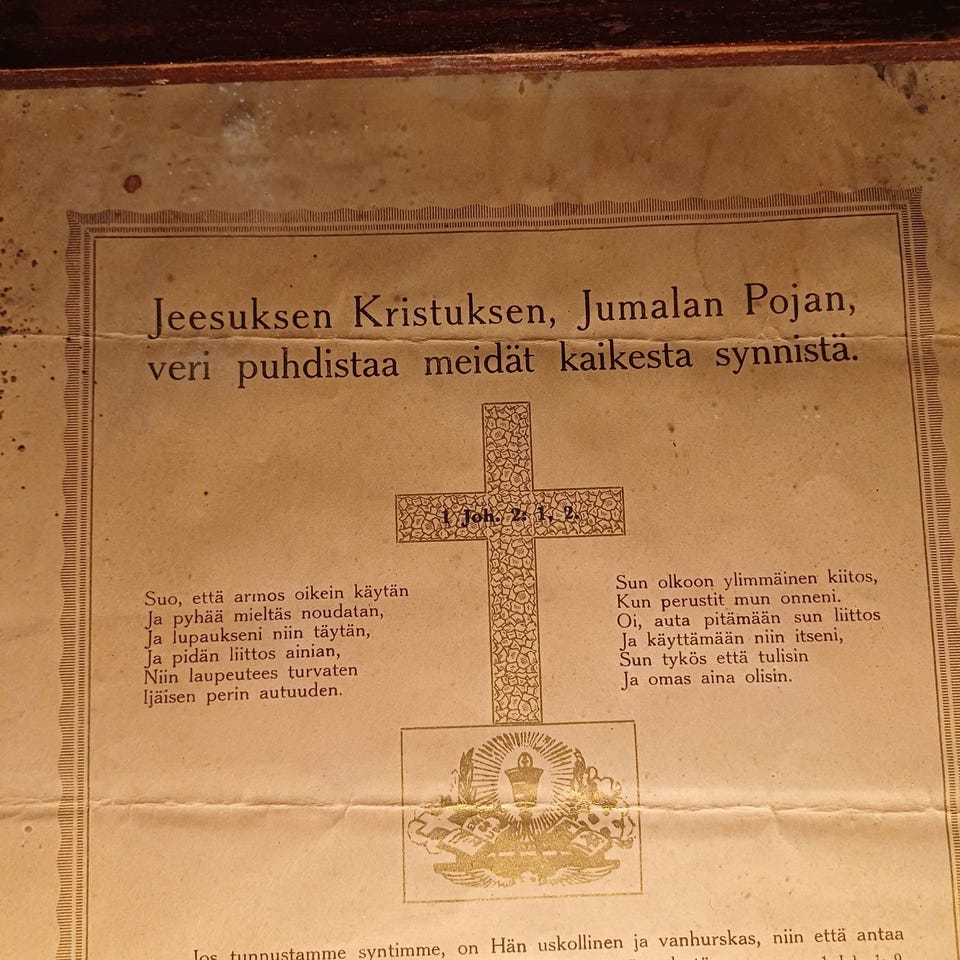 Jeesuksen Kristuksen, Jumalan Pojan,
veri puhdistaa meidät kaikesta synnistä.
1 Joh. 2: 1, 2.
Suo, että armos oikein käytän
Ja pyhää mieltäs noudatan,
Ja lupaukseni niin täytän,
Ja pidän liittos ainian,
Niin laupeutees turvaten
Ijäisen perin autuuden.
Sun olkoon ylimmäinen kiitos,
Kun perustit mun onneni.
Oi, auta pitämään sun liittos
Ja käyttämään niin itseni,
Sun tykös että tulisin
Ja omas aina olisin.
Jos tunnustamme syntimme, on Hän uskollinen ja vanhurskas, niin että antaa